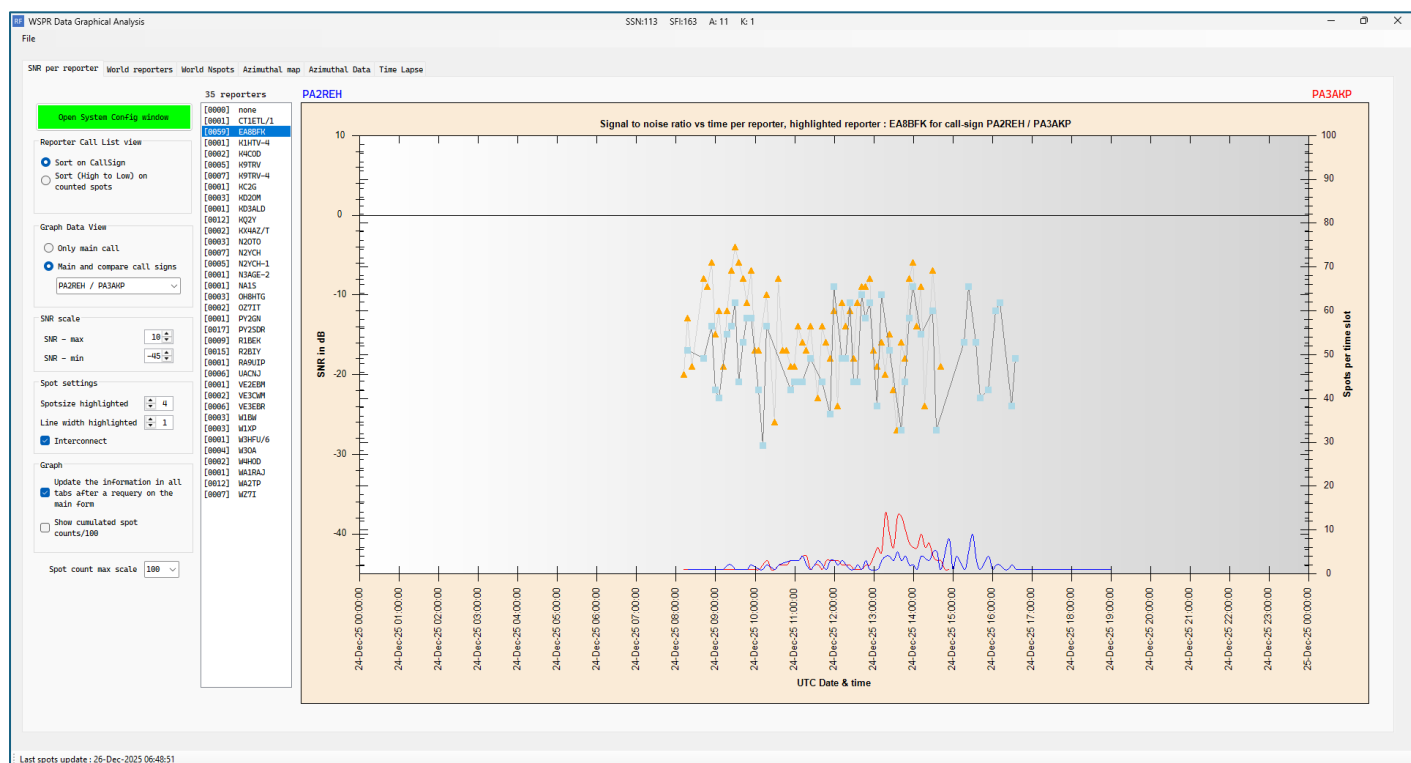 RF WSPR Data Graphical Analysis
SSN:113 SFI:163 A: 11 K: 1
File
SNR per reporter World reporters World Nspots Azimuthal map Azimuthal Data Time Lapse
Open System Config window
Reporter Call List view
Sort on CallSign
Sort (High to Low) on
counted spots
Graph Data View
Only main call
Main and compare call signs
PA2REH / PA3AKP
SNR scale
SNR - max 10
SNR - min -45
Spot settings
Spotsize highlighted 4
Line width highlighted 1
Interconnect
Graph
Update the information in all
tabs after a requery on the
main form
Show cumulated spot
counts/100
Spot count max scale 100
35 reporters
[0000] none
[0001] CT1ETL/1
[0059] EA8BFK
[0001] K1HTV-4
[0002] K4COD
[0005] K9TRV
[0007] K9TRV-4
[0001] KC2G
[0003] KD2OM
[0001] KD3ALD
[0012] KQ2Y
[0002] KX4AZ/T
[0003] N2OTO
[0007] N2YCH
[0005] N2YCH-1
[0001] N3AGE-2
[0001] NA1S
[0003] OH8HTG
[0002] OZ7IT
[0001] PY2GN
[0017] PY2SDR
[0009] R1BEK
[0015] R2BIY
[0001] RA9UIP
[0006] UACNJ
[0001] VE2EBM
[0002] VE3CWM
[0006] VE3EBR
[0003] W1BW
[0003] W1XP
[0001] W3HFU/6
[0004] W3OA
[0002] W4HOD
[0001] WA1RAJ
[0012] WA2TP
[0007] WZ7I
PA2REH
PA3AKP
Signal to noise ratio vs time per reporter, highlighted reporter : EA8BFK for call-sign PA2REH / PA3AKP
10
0
-10
-20
-30
-40
SNR in dB
100
90
80
70
60
50
40
30
20
10
0
Spots per time slot
24-Dec-25 00:00:00
24-Dec-25 01:00:00
24-Dec-25 02:00:00
24-Dec-25 03:00:00
24-Dec-25 04:00:00
24-Dec-25 05:00:00
24-Dec-25 06:00:00
24-Dec-25 07:00:00
24-Dec-25 08:00:00
24-Dec-25 09:00:00
24-Dec-25 10:00:00
24-Dec-25 11:00:00
24-Dec-25 12:00:00
24-Dec-25 13:00:00
24-Dec-25 14:00:00
24-Dec-25 15:00:00
24-Dec-25 16:00:00
24-Dec-25 17:00:00
24-Dec-25 18:00:00
24-Dec-25 19:00:00
24-Dec-25 20:00:00
24-Dec-25 21:00:00
24-Dec-25 22:00:00
24-Dec-25 23:00:00
25-Dec-25 00:00:00
UTC Date & time
Last spots update : 26-Dec-2025 06:48:51